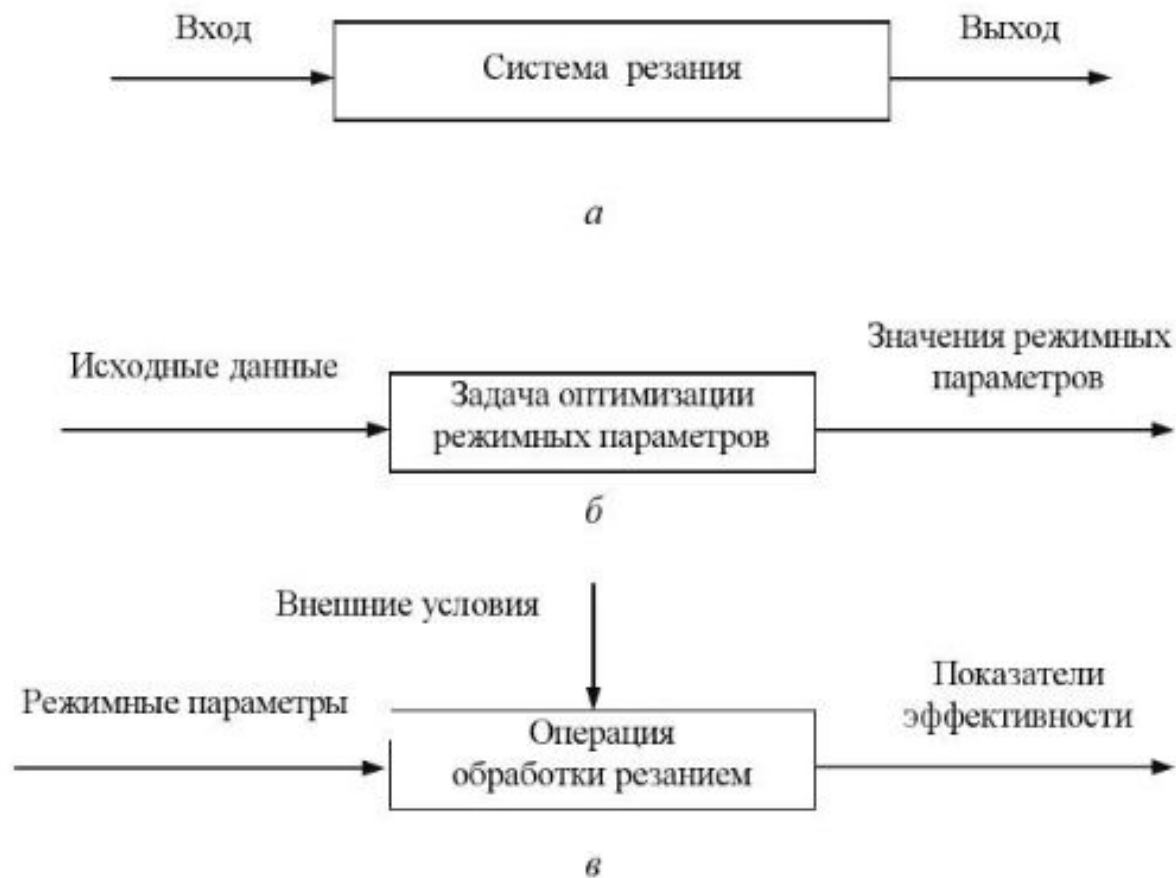 Вход
Выход
Система резания
а
Исходные данные
Значения режимных
параметров
Задача оптимизации
режимных параметров
б
Внешние условия
Режимные параметры
Показатели
эффективности
Операция
обработки резанием
в